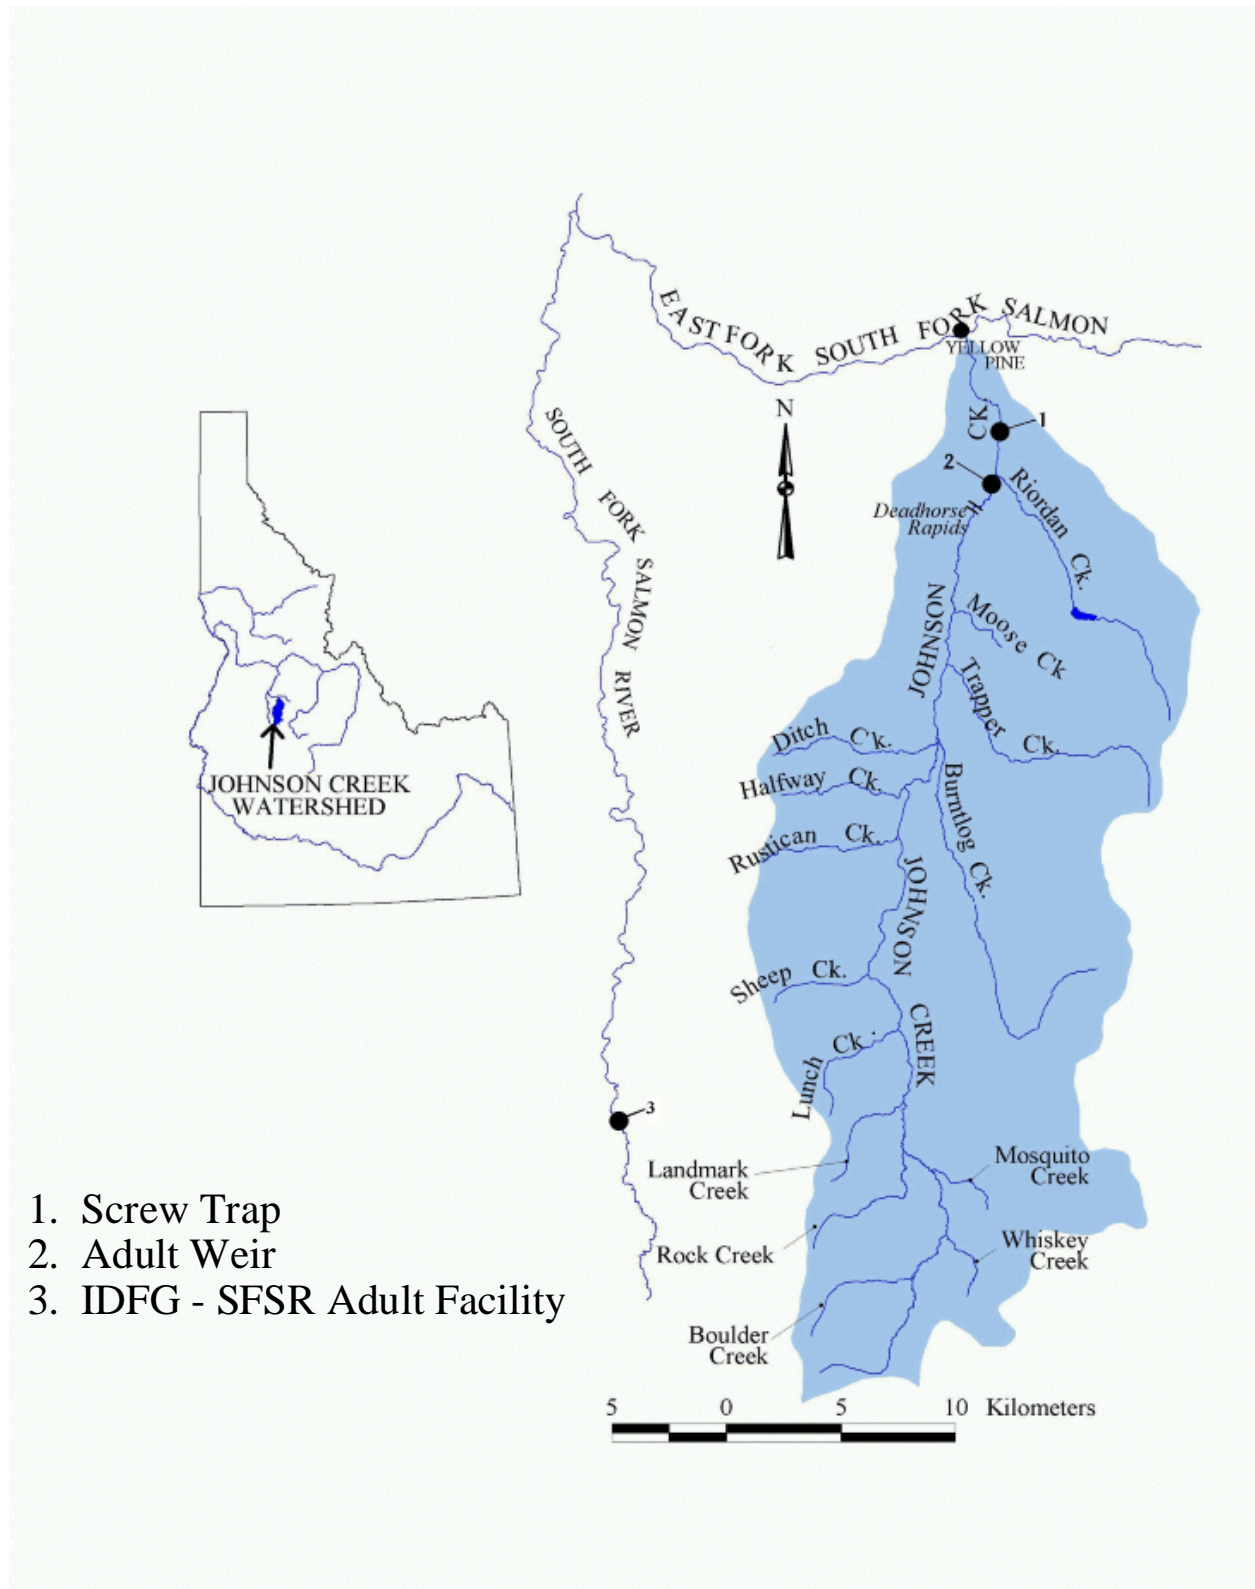 EAST FORK SOUTH FORK SALMON
YELLOW
PINE
N
CK
1
2
Riordan Ck.
Deadhorse
Rapids
SOUTH FORK SALMON RIVER
JOHNSON
Moose Ck
Trapper Ck.
Ditch Ck.
Halfway Ck.
Burntlog Ck.
Rustican Ck.
JOHNSON CREEK
WATERSHED
JOHNSON CREEK
Sheep Ck.
Lunch Ck.
3
Landmark
Creek
Mosquito
Creek
Rock Creek
Whiskey
Creek
Boulder
Creek
1. Screw Trap
2. Adult Weir
3. IDFG - SFSR Adult Facility
5 0 5 10 Kilometers